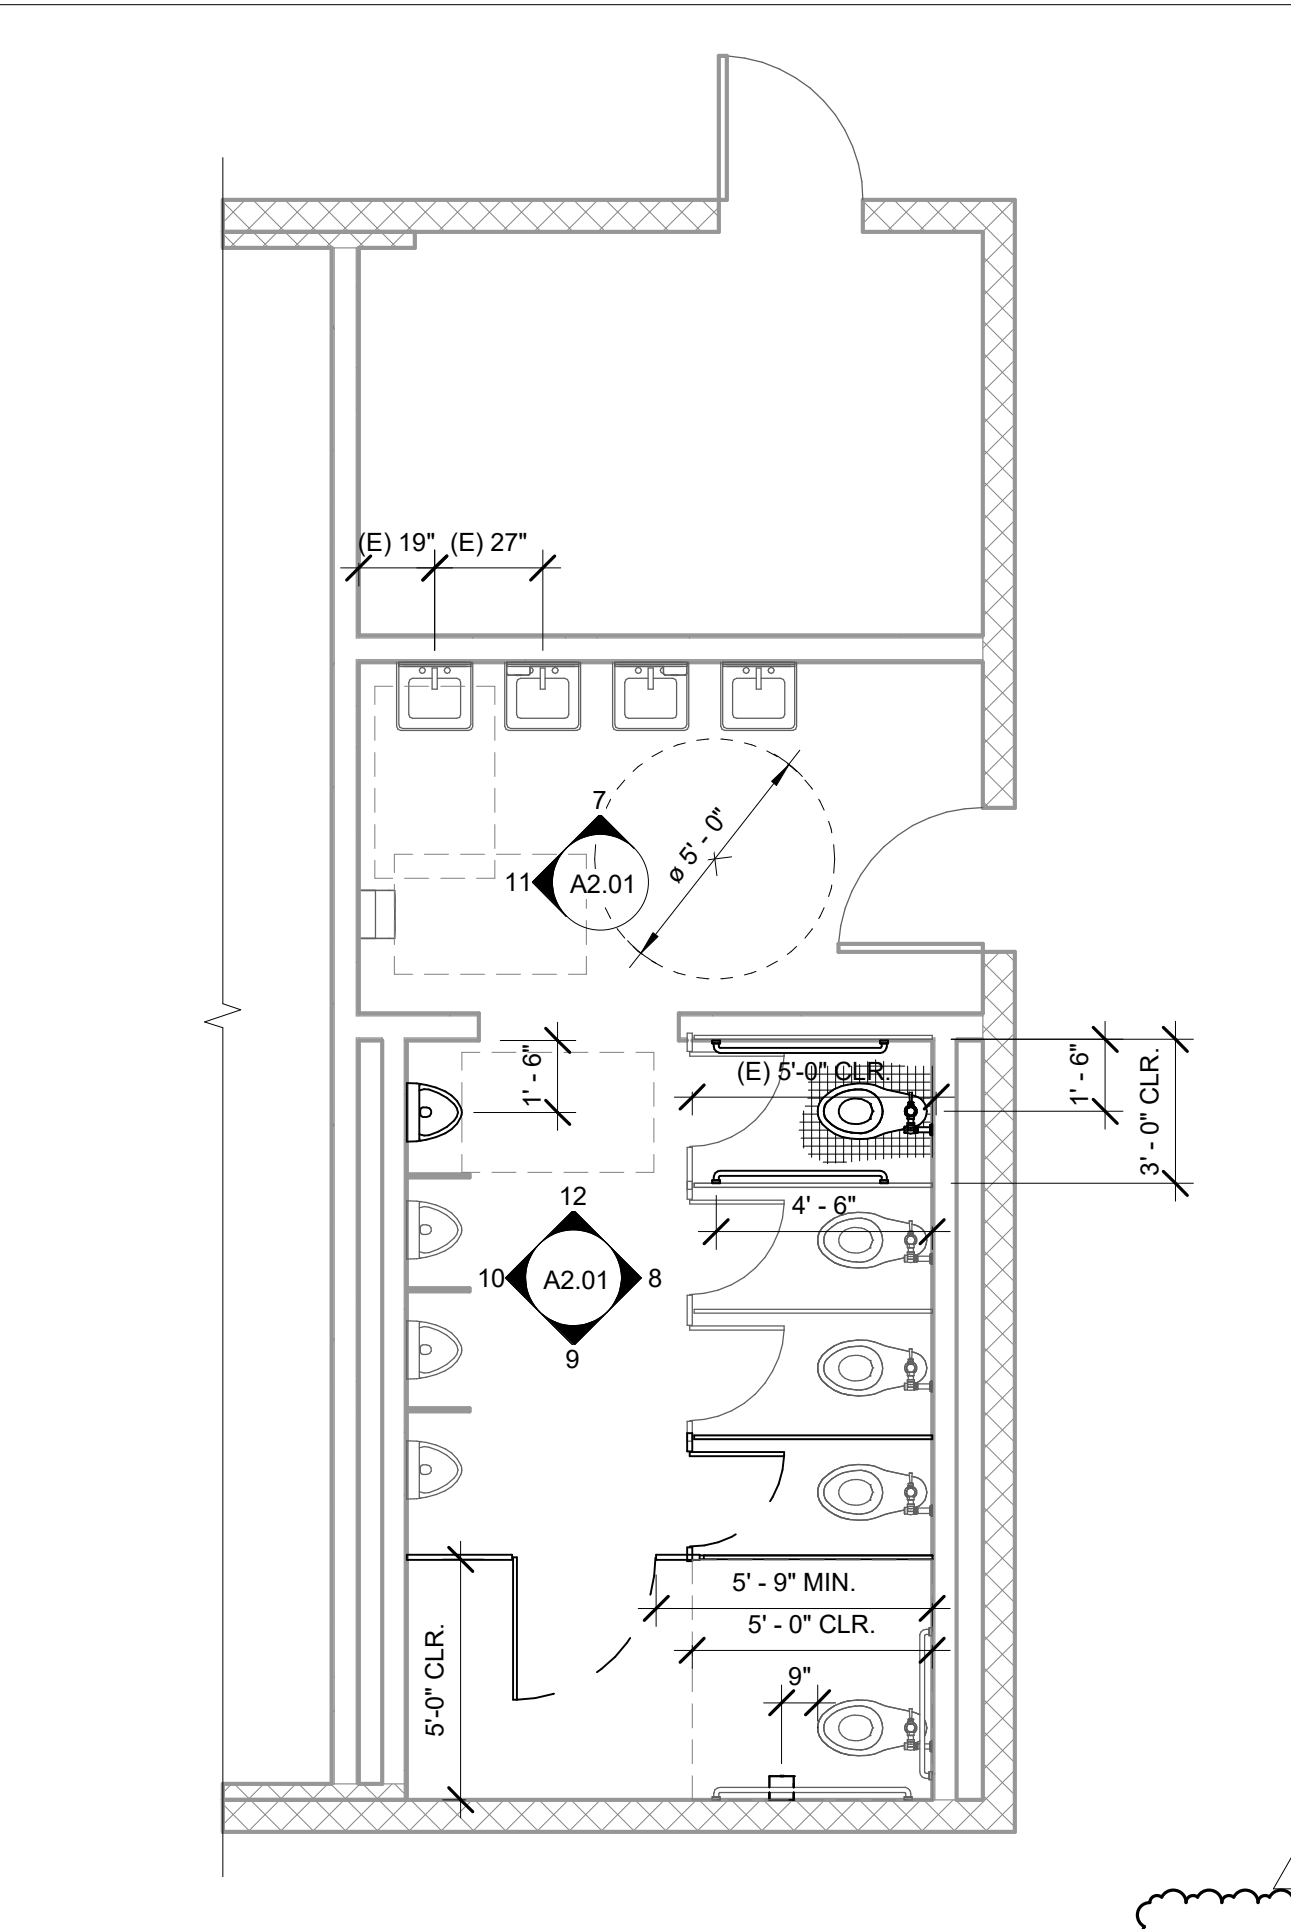 (E) 19" (E) 27"
7
ø 5' - 0"
11 A2.01
1' - 6"
(E) 5'-0" CLR.
1' - 6"
3' - 0" CLR.
12
4' - 6"
10 A2.01 8
9
5' - 9" MIN.
5' - 0" CLR.
5'-0" CLR.
9"